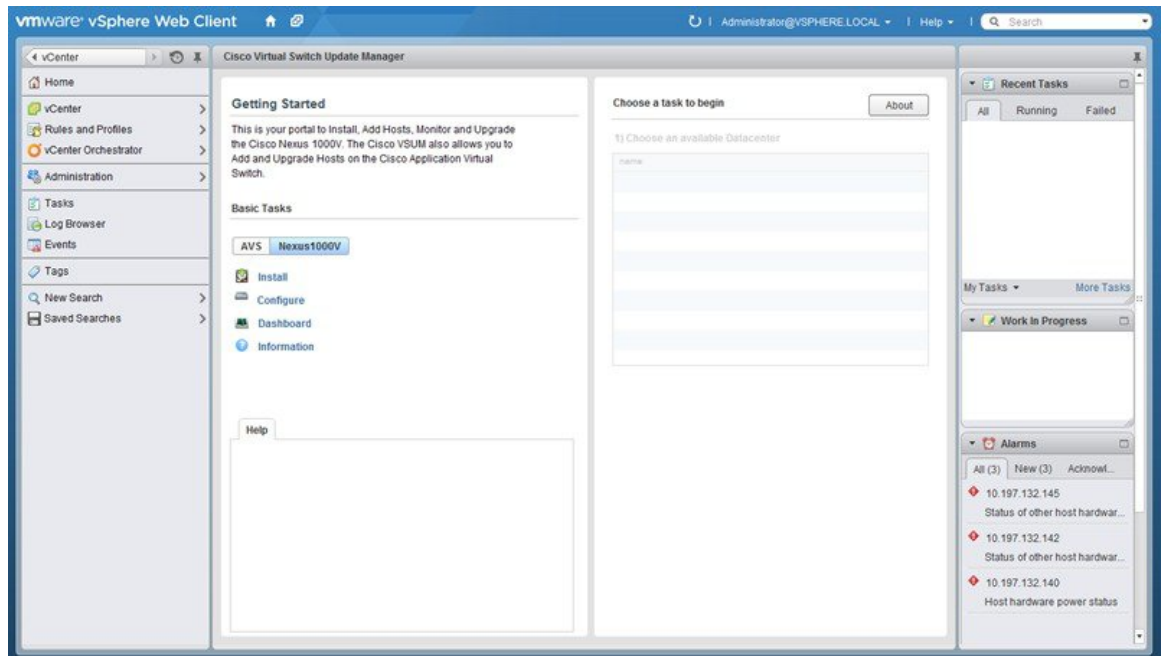 vmware® vSphere Web Client
Administrator@VSPHERE.LOCAL
Help
Search
vCenter
Home
vCenter
Rules and Profiles
vCenter Orchestrator
Administration
Tasks
Log Browser
Events
Tags
New Search
Saved Searches
Cisco Virtual Switch Update Manager
Getting Started
This is your portal to Install, Add Hosts, Monitor and Upgrade
the Cisco Nexus 1000V. The Cisco VSUM also allows you to
Add and Upgrade Hosts on the Cisco Application Virtual
Switch.
Basic Tasks
AVS Nexus1000V
Install
Configure
Dashboard
Information
Help
Choose a task to begin
About
1) Choose an available Datacenter
name
Recent Tasks
All Running Failed
My Tasks More Tasks
Work In Progress
Alarms
All (3) New (3) Acknowl...
10.197.132.145
Status of other host hardwar...
10.197.132.142
Status of other host hardwar...
10.197.132.140
Host hardware power status